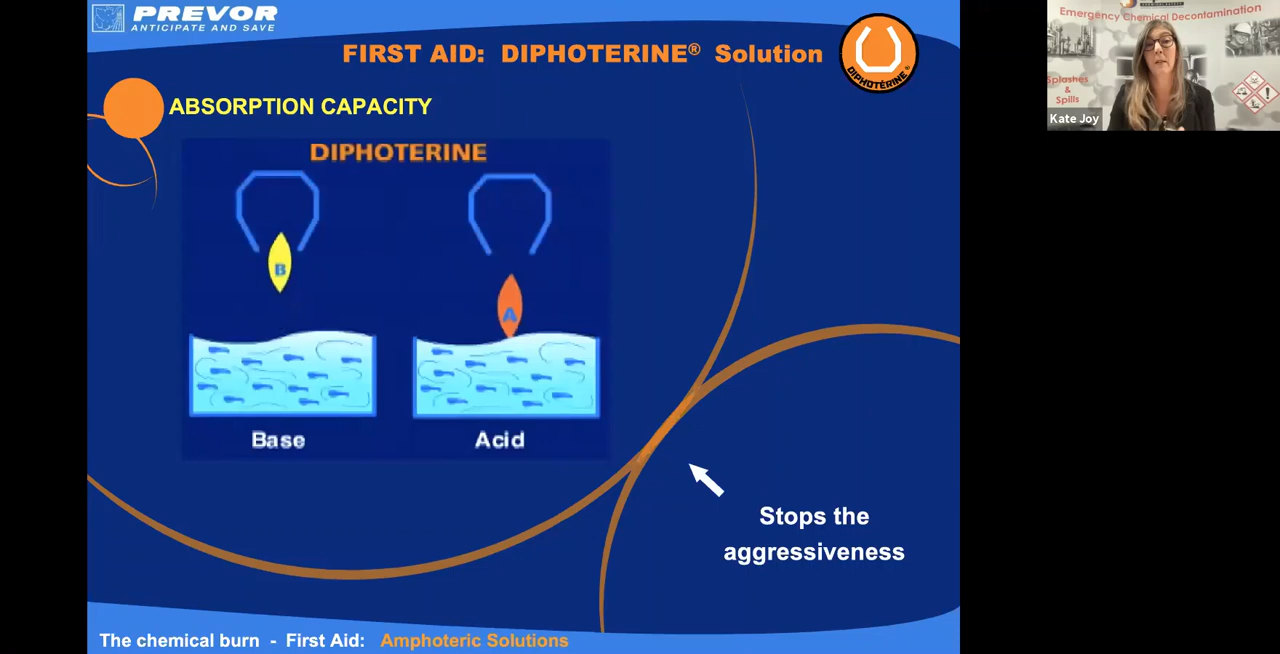 PREVOR
ANTICIPATE AND SAVE
FIRST AID: DIPHOTERINE® Solution
DIPHOTÉRINE®
ABSORPTION CAPACITY
DIPHOTERINE
B
A
Base
Acid
Stops the
aggressiveness
The chemical burn - First Aid: Amphoteric Solutions
Emergency Chemical Decontamination
Splashes
&
Spills
Kate Joy